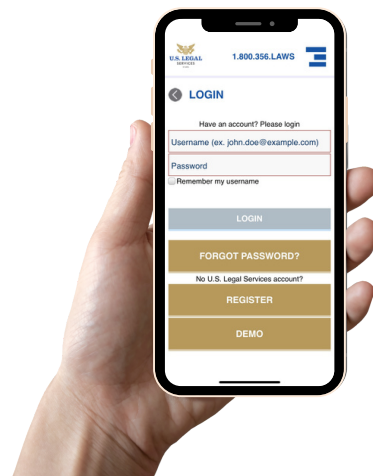 U.S. LEGAL
SERVICES
1.800.356.LAWS
LOGIN
Have an account? Please login
Username (ex. john.doe@example.com)
Password
Remember my username
LOGIN
FORGOT PASSWORD?
No U.S. Legal Services account?
REGISTER
DEMO